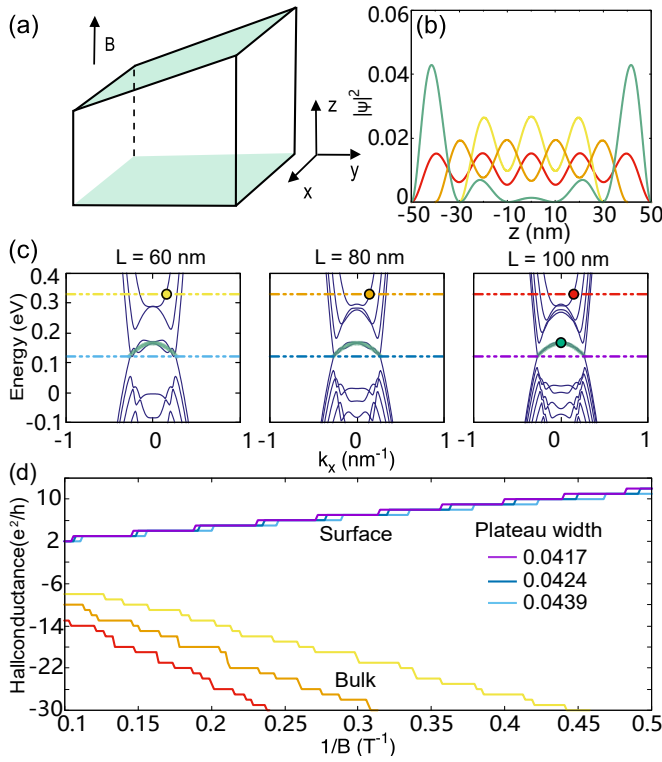 (a)
B
z
y
x
(b)
|ψ|²
0.06
0.04
0.02
0
-50 -30 -10 10 30 50
z (nm)
(c)
L = 60 nm
L = 80 nm
L = 100 nm
Energy (eV)
0.4
0.3
0.2
0.1
0
-0.1
-1 0 1
-1 0 1
-1 0 1
kₓ (nm⁻¹)
(d)
Hallconductance(e²/h)
10
2
-6
-14
-22
-30
Surface
Plateau width
0.0417
0.0424
0.0439
Bulk
0.1 0.15 0.2 0.25 0.3 0.35 0.4 0.45 0.5
1/B (T⁻¹)